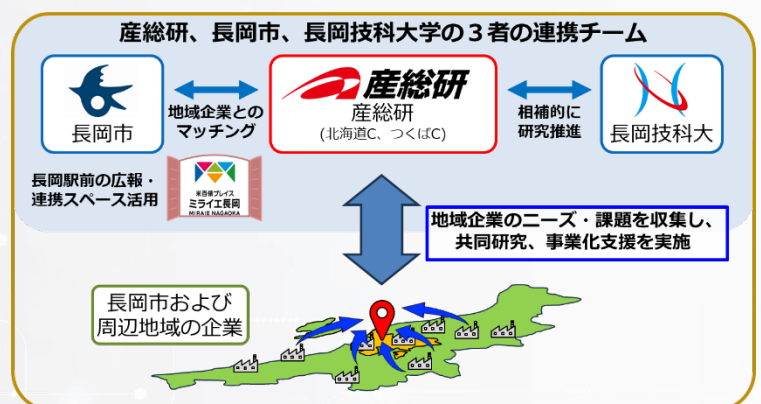 産総研、長岡市、長岡技科大学の３者の連携チーム
長岡市
地域企業との
マッチング
産総研
産総研
(北海道C、つくばC)
相補的に
研究推進
長岡技科大
長岡駅前の広報・
連携スペース活用
米百俵プレイス
ミライエ長岡
MIRAIE NAGAOKA
地域企業のニーズ・課題を収集し、
共同研究、事業化支援を実施
長岡市および
周辺地域の企業